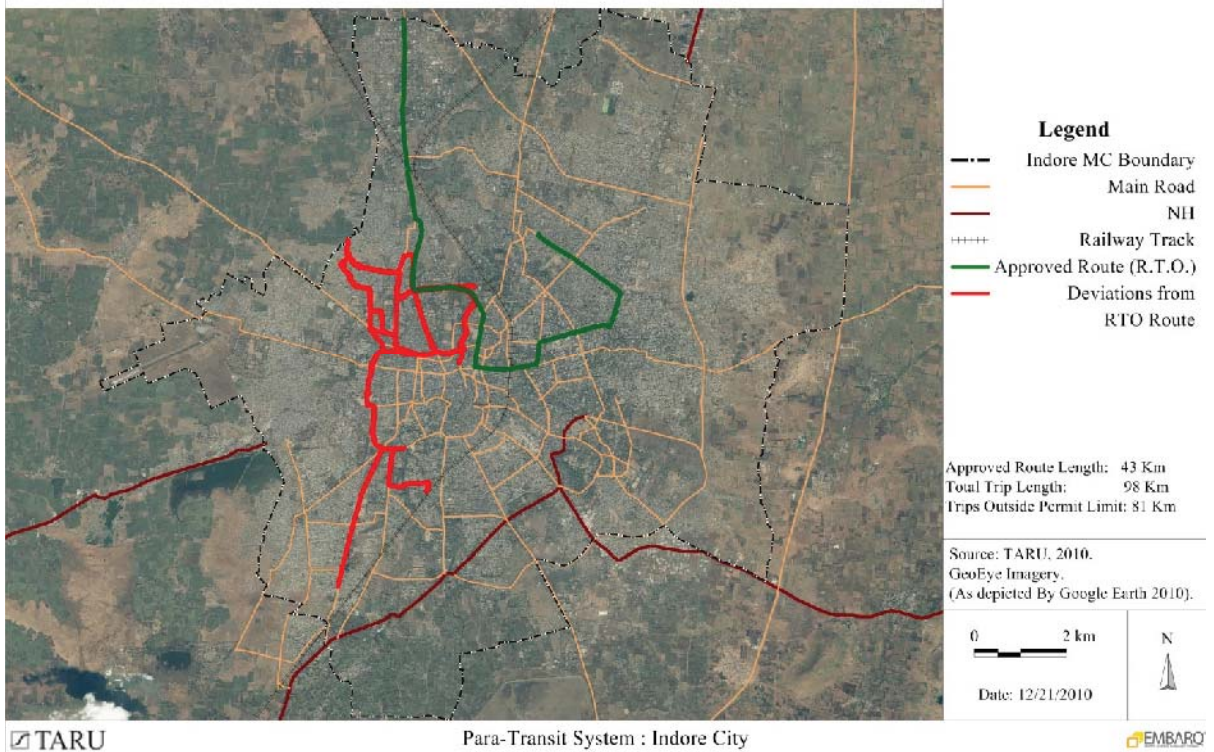 Legend
Indore MC Boundary
Main Road
NH
Railway Track
Approved Route (R.T.O.)
Deviations from
RTO Route
Approved Route Length: 43 Km
Total Trip Length: 98 Km
Trips Outside Permit Limit: 81 Km
Source: TARU, 2010.
GeoEye Imagery.
(As depicted By Google Earth 2010).
0 2 km
N
Date: 12/21/2010
TARU
Para-Transit System : Indore City
EMBARQ